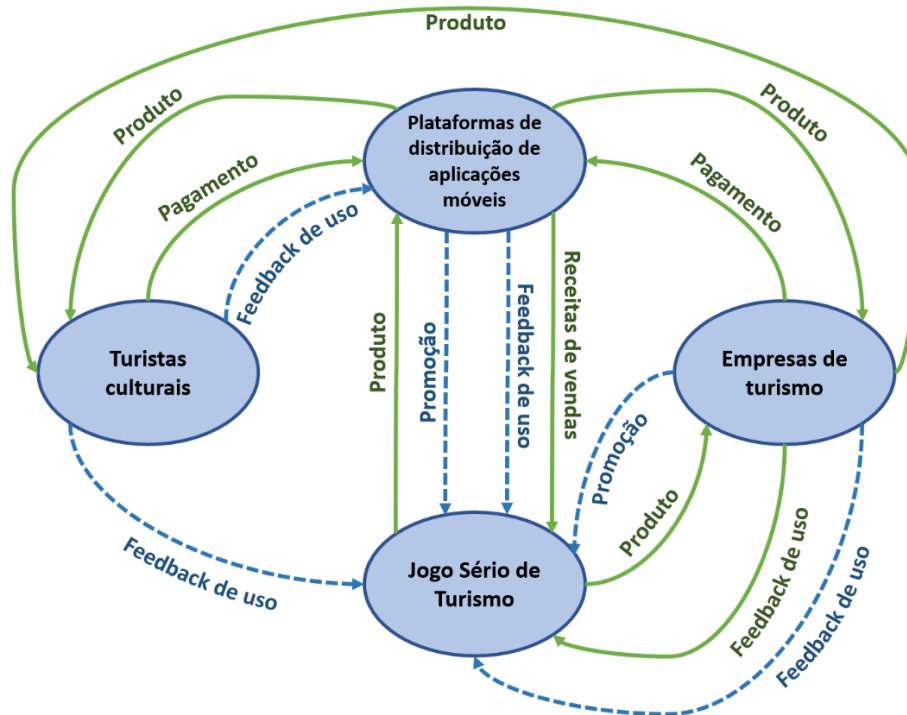 Produto
Produto
Produto
Plataformas de
distribuição de
aplicações
móveis
Pagamento
Pagamento
Feedback de uso
Turistas
culturais
Produto
Promoção
Feedback de uso
Receitas de vendas
Empresas de
turismo
Promoção
Produto
Feedback de uso
Jogo Sério de
Turismo
Feedback de uso
Feedback de uso